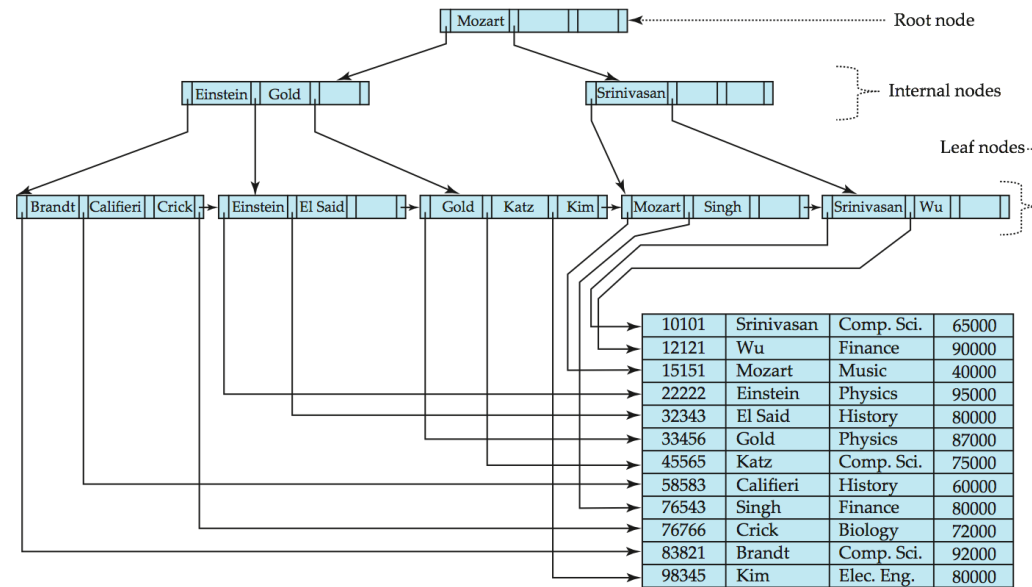 Mozart
Root node
Einstein Gold
Srinivasan
Internal nodes
Leaf nodes
Brandt Califieri Crick
Einstein El Said
Gold Katz Kim
Mozart Singh
Srinivasan Wu
10101 Srinivasan Comp. Sci. 65000
12121 Wu Finance 90000
15151 Mozart Music 40000
22222 Einstein Physics 95000
32343 El Said History 80000
33456 Gold Physics 87000
45565 Katz Comp. Sci. 75000
58583 Califieri History 60000
76543 Singh Finance 80000
76766 Crick Biology 72000
83821 Brandt Comp. Sci. 92000
98345 Kim Elec. Eng. 80000